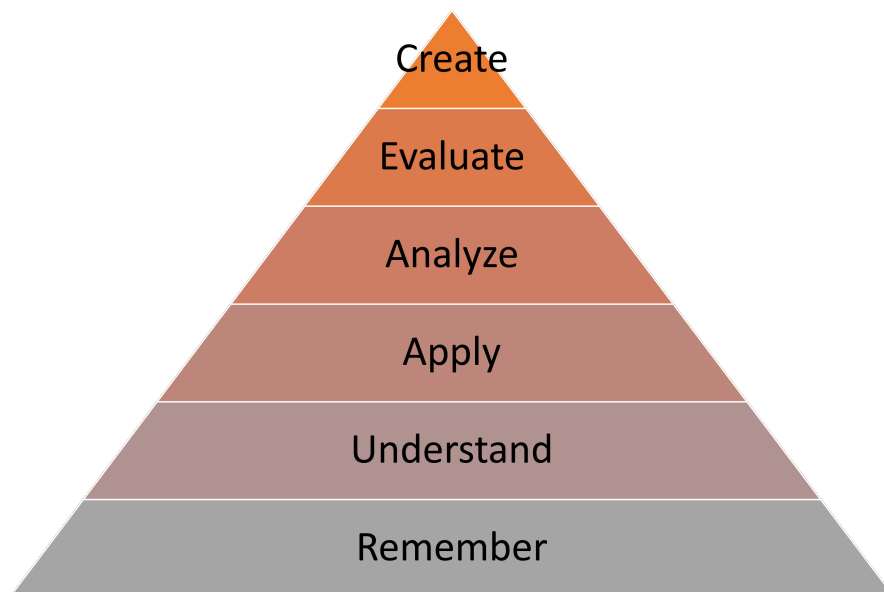 Create
Evaluate
Analyze
Apply
Understand
Remember